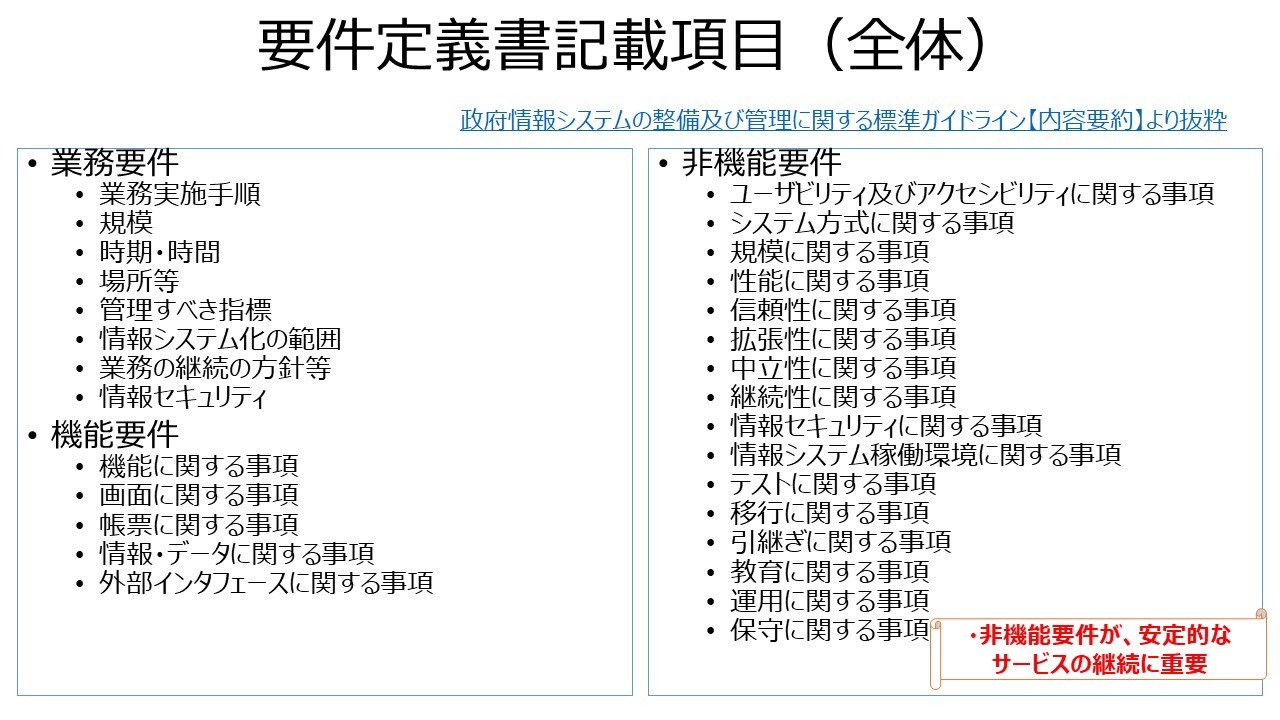 要件定義書記載項目（全体）
政府情報システムの整備及び管理に関する標準ガイドライン【内容要約】より抜粋
• 業務要件
• 業務実施手順
• 規模
• 時期・時間
• 場所等
• 管理すべき指標
• 情報システム化の範囲
• 業務の継続の方針等
• 情報セキュリティ
• 機能要件
• 機能に関する事項
• 画面に関する事項
• 帳票に関する事項
• 情報・データに関する事項
• 外部インタフェースに関する事項
• 非機能要件
• ユーザビリティ及びアクセシビリティに関する事項
• システム方式に関する事項
• 規模に関する事項
• 性能に関する事項
• 信頼性に関する事項
• 拡張性に関する事項
• 中立性に関する事項
• 継続性に関する事項
• 情報セキュリティに関する事項
• 情報システム稼働環境に関する事項
• テストに関する事項
• 移行に関する事項
• 引継ぎに関する事項
• 教育に関する事項
• 運用に関する事項
• 保守に関する事項
・非機能要件が、安定的な
サービスの継続に重要